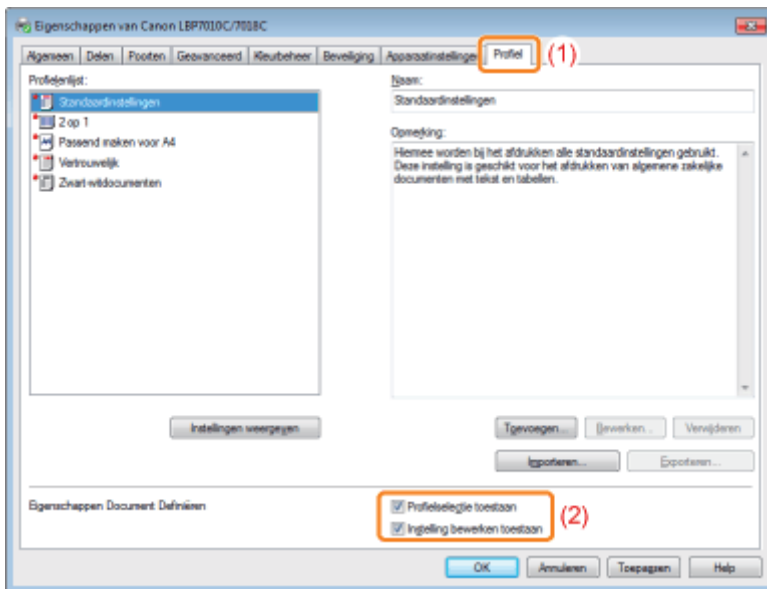 Eigenschappen van Canon LBP7010C/7018C
Algemeen Delen Poorten Geavanceerd Kleurbeheer Beveiliging Apparaatinstellingen Profiel (1)
Profielenlijst:
Standaardinstellingen
2 op 1
Passend maken voor A4
Vertrouwelijk
Zwart-witdocumenten
Instellingen weergeven
Naam:
Standaardinstellingen
Opmerking:
Hiermee worden bij het afdrukken alle standaardinstellingen gebruikt.
Deze instelling is geschikt voor het afdrukken van algemene zakelijke
documenten met tekst en tabellen.
Toevoegen... Bewerken... Verwijderen
Importeren... Exporteren...
Eigenschappen Document Definiëren
Profielselectie toestaan
Instelling bewerken toestaan
(2)
OK Annuleren Toepassen Help